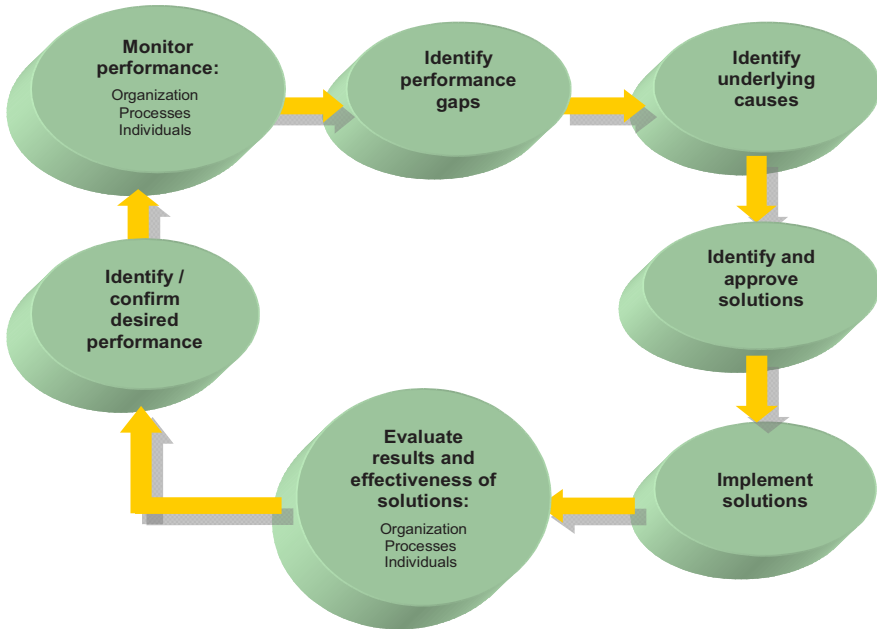 Monitor
performance:
Organization
Processes
Individuals
Identify
performance
gaps
Identify
underlying
causes
Identify and
approve
solutions
Implement
solutions
Evaluate
results and
effectiveness of
solutions:
Organization
Processes
Individuals
Identify /
confirm
desired
performance